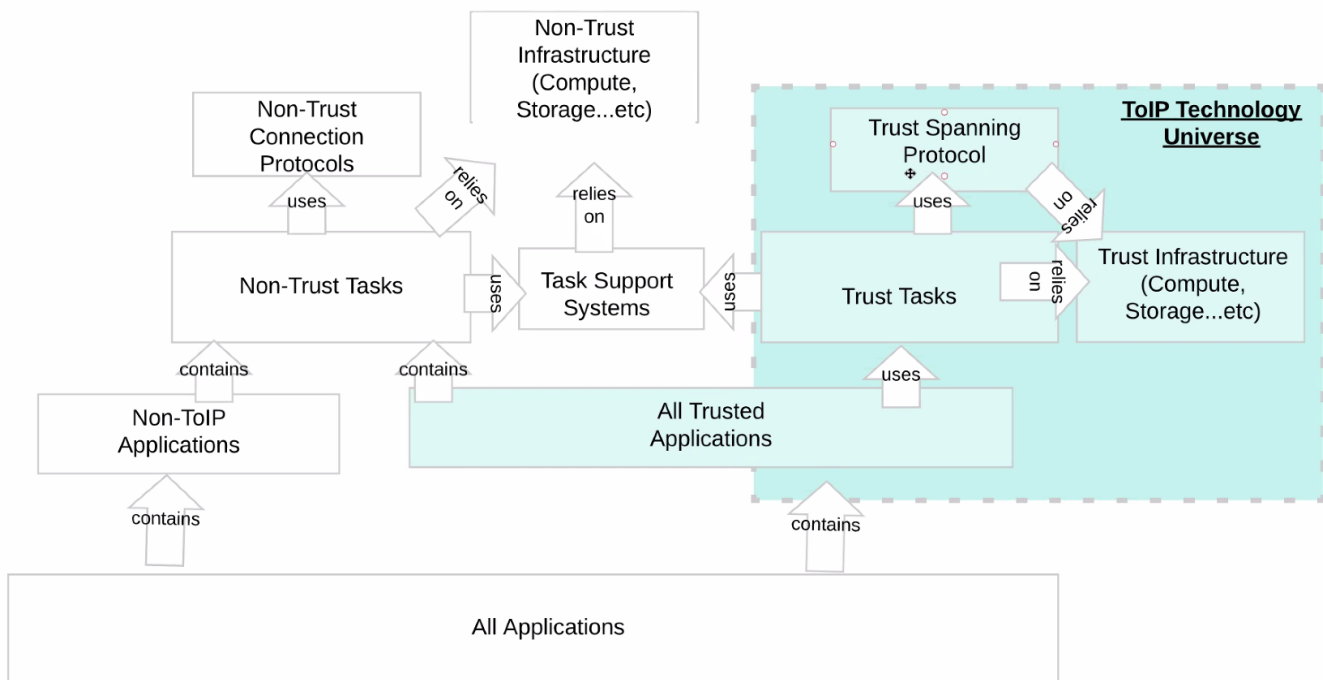 Non-Trust
Infrastructure
(Compute,
Storage...etc)
Non-Trust
Connection
Protocols
ToIP Technology
Universe
Trust Spanning
Protocol
relies
on
uses
relies
on
uses
relies
on
Non-Trust Tasks
uses
Task Support
Systems
uses
Trust Tasks
relies
on
Trust Infrastructure
(Compute,
Storage...etc)
contains
contains
uses
Non-ToIP
Applications
All Trusted
Applications
contains
contains
All Applications